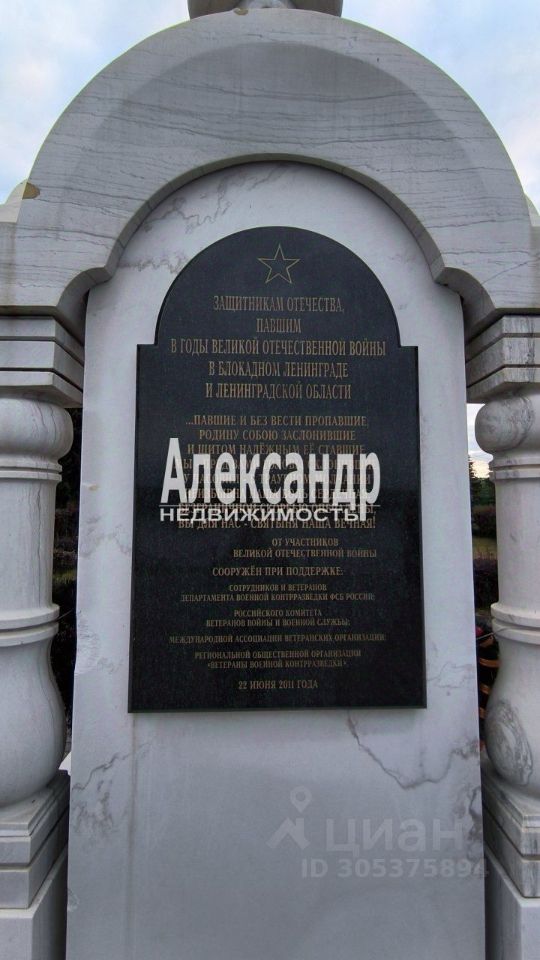 ЗАЩИТНИКАМ ОТЕЧЕСТВА,
ПАВШИМ
В ГОДЫ ВЕЛИКОЙ ОТЕЧЕСТВЕННОЙ ВОЙНЫ
В БЛОКАДНОМ ЛЕНИНГРАДЕ
И ЛЕНИНГРАДСКОЙ ОБЛАСТИ
...ПАВШИЕ И БЕЗ ВЕСТИ ПРОПАВШИЕ,
РОДИНУ СОБОЮ ЗАСЛОНИВШИЕ
И ЩИТОМ НАДЁЖНЫМ ЕЁ СТАВШИЕ,
Александр
НЕДВИЖИМОСТЬ
ВЫ ДЛЯ НАС - СВЯТЫНЯ НАША ВЕЧНАЯ!
ОТ УЧАСТНИКОВ
ВЕЛИКОЙ ОТЕЧЕСТВЕННОЙ ВОЙНЫ
СООРУЖЁН ПРИ ПОДДЕРЖКЕ:
СОТРУДНИКОВ И ВЕТЕРАНОВ
ДЕПАРТАМЕНТА ВОЕННОЙ КОНТРРАЗВЕДКИ ФСБ РОССИИ;
РОССИЙСКОГО КОМИТЕТА
ВЕТЕРАНОВ ВОЙНЫ И ВОЕННОЙ СЛУЖБЫ;
МЕЖДУНАРОДНОЙ АССОЦИАЦИИ ВЕТЕРАНСКИХ ОРГАНИЗАЦИЙ;
РЕГИОНАЛЬНОЙ ОБЩЕСТВЕННОЙ ОРГАНИЗАЦИИ
«ВЕТЕРАНЫ ВОЕННОЙ КОНТРРАЗВЕДКИ».
22 ИЮНЯ 2011 ГОДА
циан
ID 305375894